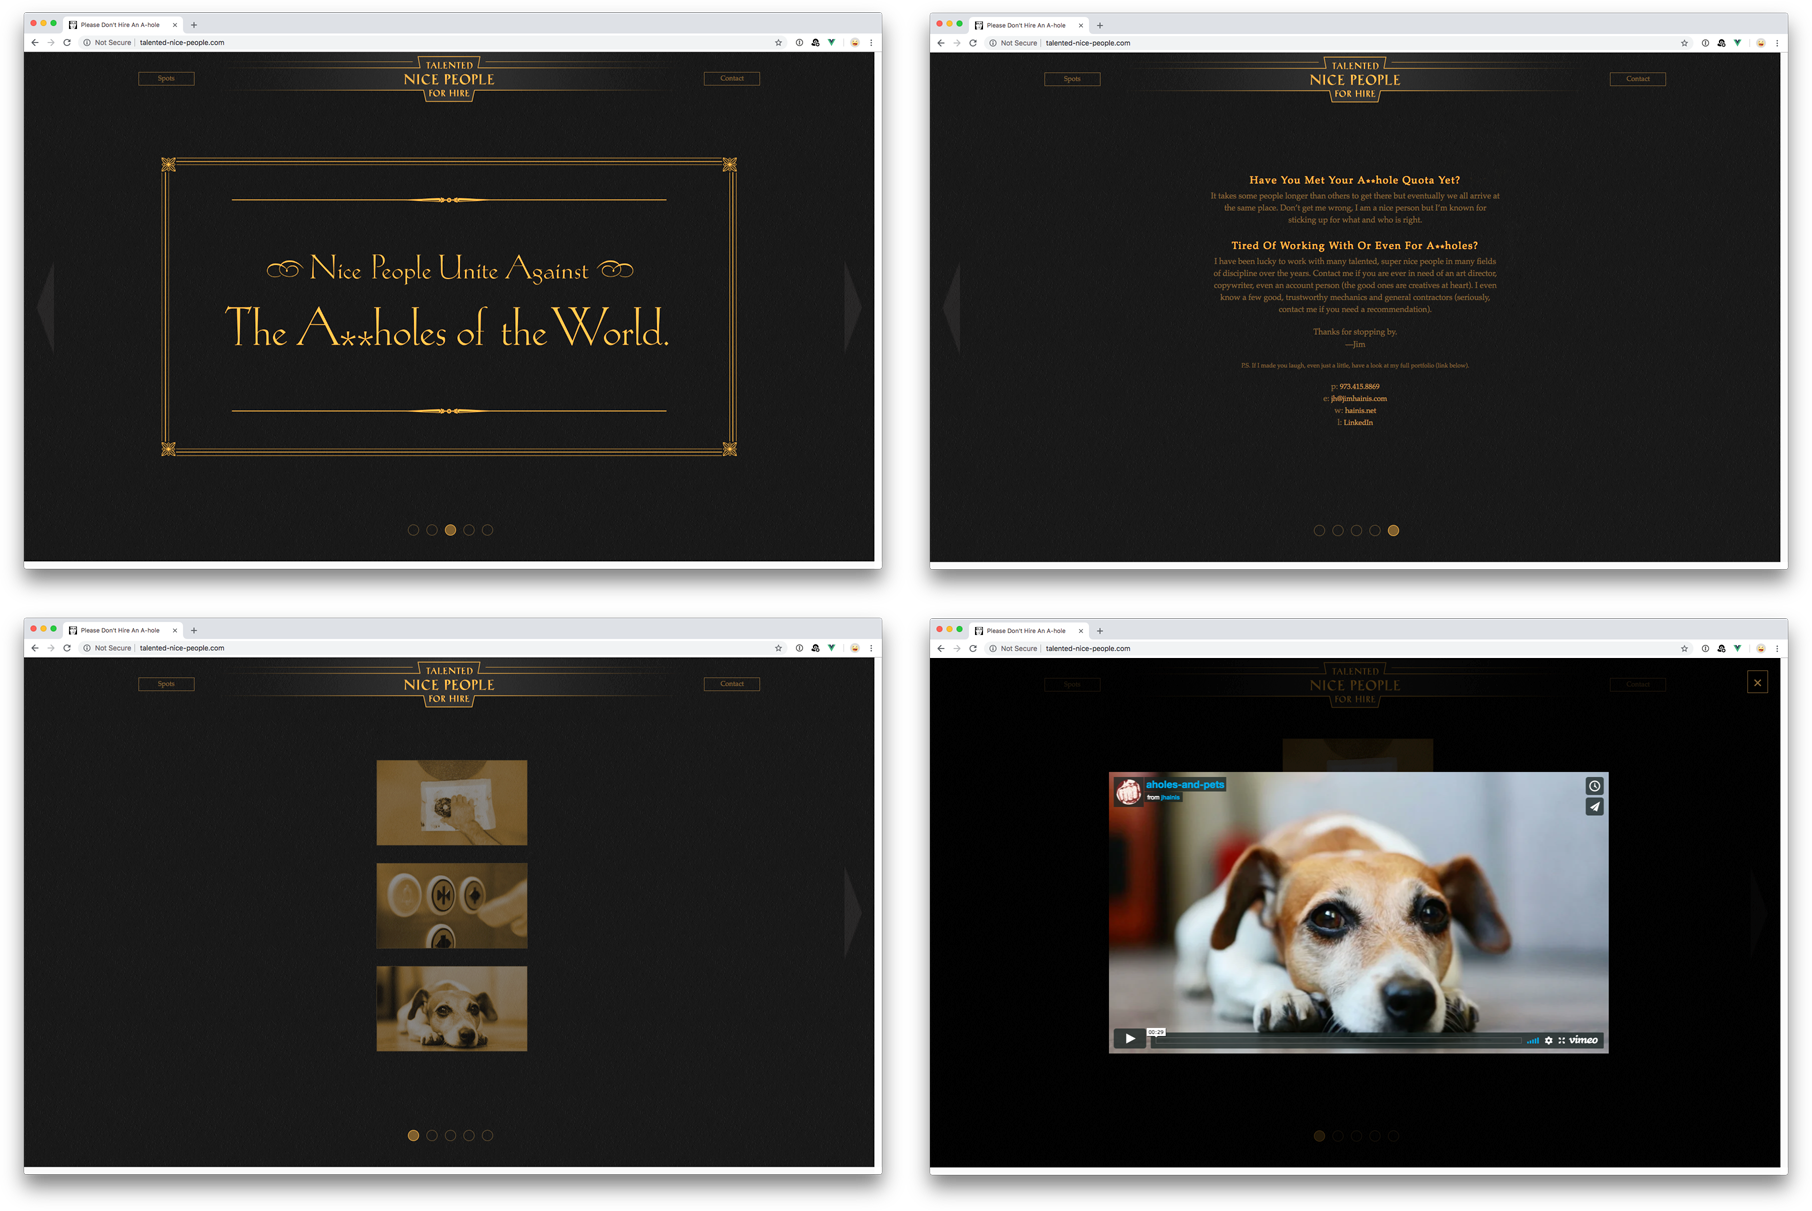 Please Don't Hire An A-hole
Not Secure | talented-nice-people.com
Spots
TALENTED
NICE PEOPLE
FOR HIRE
Contact
Nice People Unite Against
The A**holes of the World.
Please Don't Hire An A-hole
Not Secure | talented-nice-people.com
Spots
TALENTED
NICE PEOPLE
FOR HIRE
Contact
Have You Met Your A**hole Quota Yet?
It takes some people longer than others to get there but eventually we all arrive at
the same place. Don't get me wrong, I am a nice person but I'm known for
sticking up for what and who is right.
Tired Of Working With Or Even For A**holes?
I have been lucky to work with many talented, super nice people in many fields
of discipline over the years. Contact me if you are ever in need of an art director,
copywriter, even an account person (the good ones are creatives at heart). I even
know a few good, trustworthy mechanics and general contractors (seriously,
contact me if you need a recommendation).
Thanks for stopping by.
—Jim
P.S. If I made you laugh, even just a little, have a look at my full portfolio (link below).
p: 973.415.8869
e: jh@jimhainis.com
w: hainis.net
l: LinkedIn
Please Don't Hire An A-hole
Not Secure | talented-nice-people.com
Spots
TALENTED
NICE PEOPLE
FOR HIRE
Contact
Please Don't Hire An A-hole
Not Secure | talented-nice-people.com
Spots
TALENTED
NICE PEOPLE
FOR HIRE
Contact
aholes-and-pets
from jhainis
00:29
vimeo